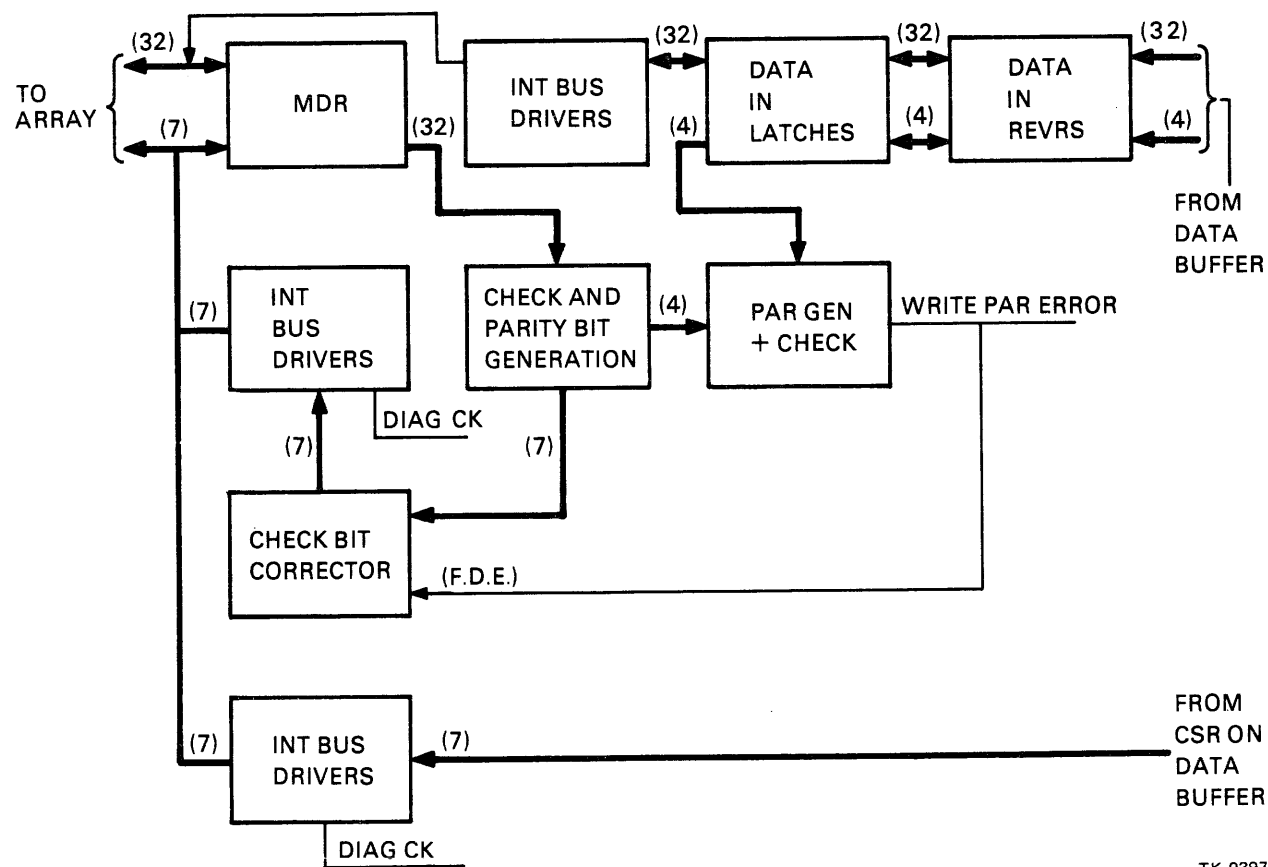 (32)
MDR
(32)
INT BUS
DRIVERS
(32)
DATA
IN
LATCHES
(32)
DATA
IN
REVRS
(32)
TO
ARRAY
(7)
(4)
(4)
(4)
FROM
DATA
BUFFER
(7)
INT
BUS
DRIVERS
DIAG CK
CHECK AND
PARITY BIT
GENERATION
(4)
PAR GEN
+ CHECK
WRITE PAR ERROR
(7)
(7)
CHECK BIT
CORRECTOR
(F.D.E.)
(7)
INT BUS
DRIVERS
(7)
FROM
CSR ON
DATA
BUFFER
DIAG CK